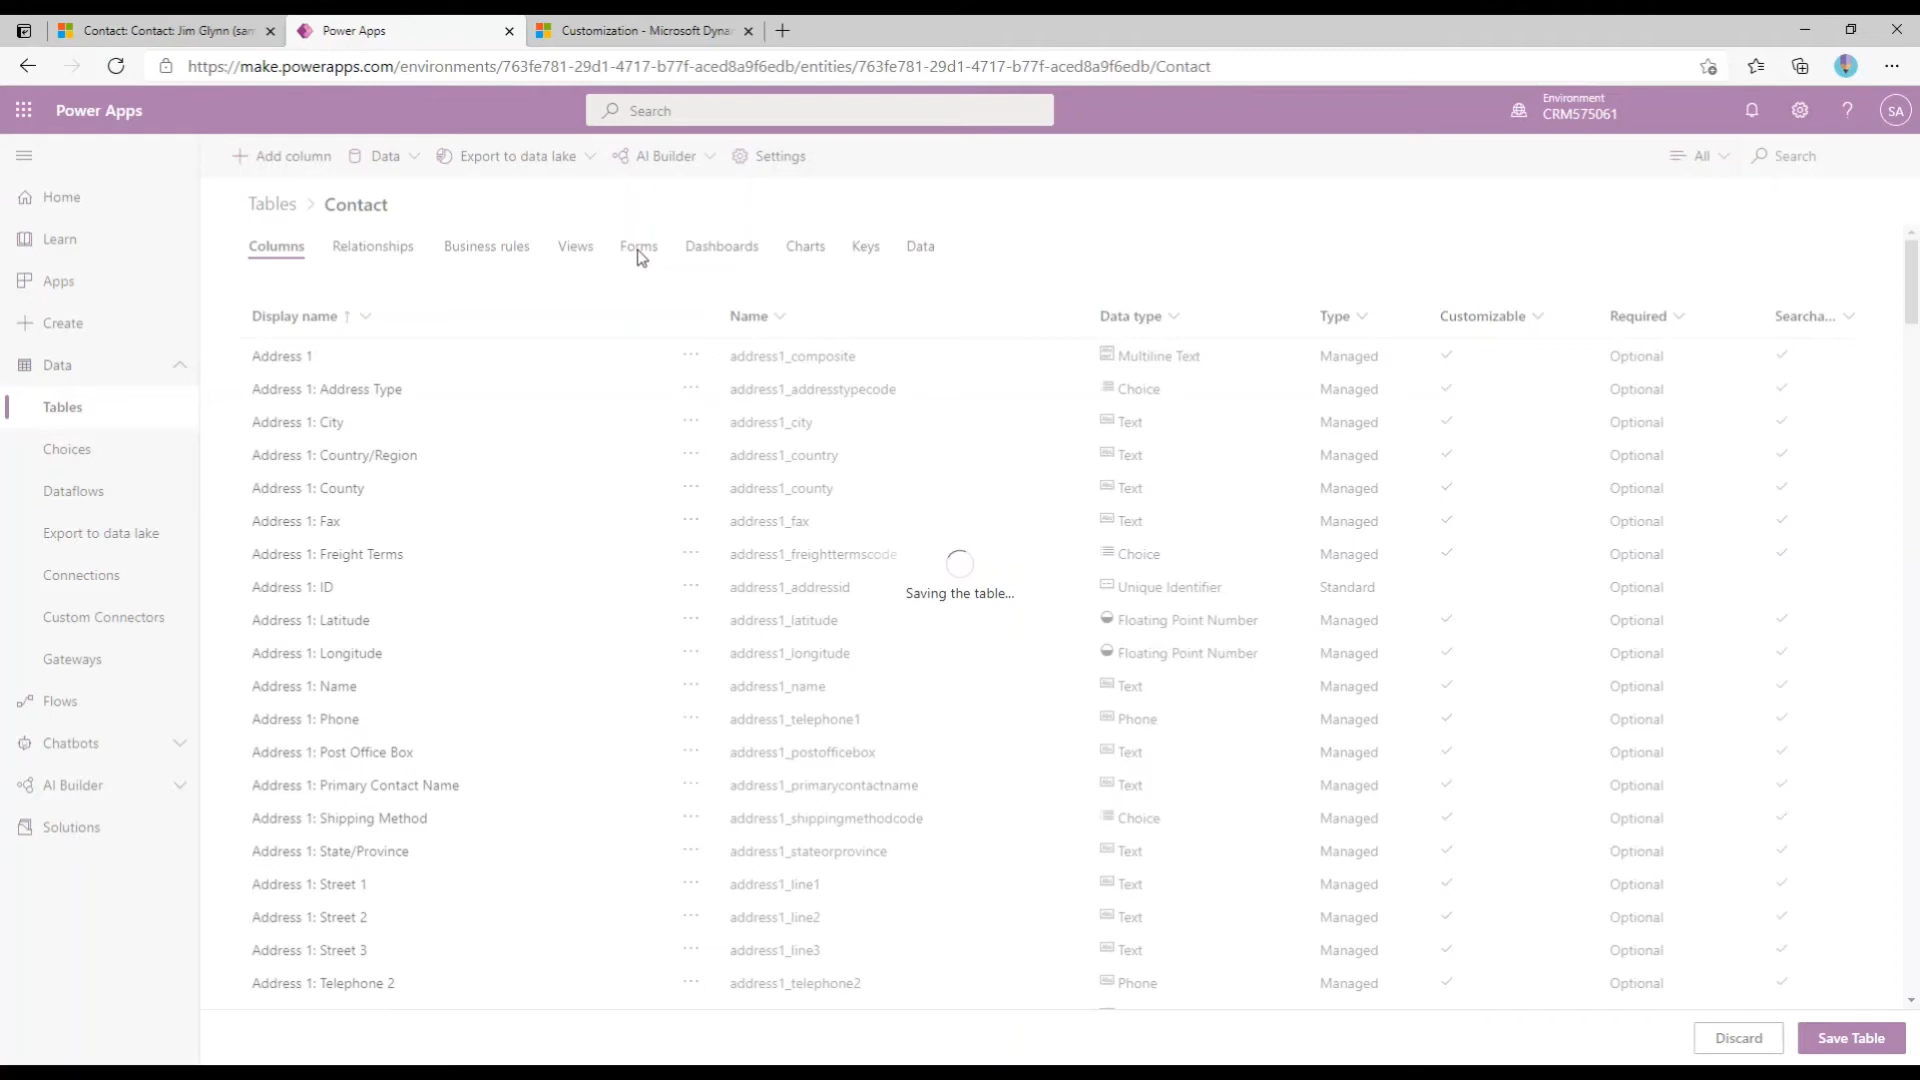 Contact: Contact: Jim Glynn (sam
Power Apps
Customization - Microsoft Dyna
https://make.powerapps.com/environments/763fe781-29d1-4717-b77f-aced8a9f6edb/entities/763fe781-29d1-4717-b77f-aced8a9f6edb/Contact
Power Apps
Search
Environment
CRM575061
SA
Add column
Data
Export to data lake
AI Builder
Settings
All
Search
Home
Learn
Apps
Create
Data
Tables
Choices
Dataflows
Export to data lake
Connections
Custom Connectors
Gateways
Flows
Chatbots
AI Builder
Solutions
Tables > Contact
Columns Relationships Business rules Views Forms Dashboards Charts Keys Data
Display name ↑ Name Data type Type Customizable Required Searcha...
Address 1 ··· address1_composite Multiline Text Managed ✓ Optional ✓
Address 1: Address Type ··· address1_addresstypecode Choice Managed ✓ Optional ✓
Address 1: City ··· address1_city Text Managed ✓ Optional ✓
Address 1: Country/Region ··· address1_country Text Managed ✓ Optional ✓
Address 1: County ··· address1_county Text Managed ✓ Optional ✓
Address 1: Fax ··· address1_fax Text Managed ✓ Optional ✓
Address 1: Freight Terms ··· address1_freighttermscode Choice Managed ✓ Optional ✓
Address 1: ID ··· address1_addressid Unique Identifier Standard Optional ✓
Saving the table...
Address 1: Latitude ··· address1_latitude Floating Point Number Managed ✓ Optional ✓
Address 1: Longitude ··· address1_longitude Floating Point Number Managed ✓ Optional ✓
Address 1: Name ··· address1_name Text Managed ✓ Optional ✓
Address 1: Phone ··· address1_telephone1 Phone Managed ✓ Optional ✓
Address 1: Post Office Box ··· address1_postofficebox Text Managed ✓ Optional ✓
Address 1: Primary Contact Name ··· address1_primarycontactname Text Managed ✓ Optional ✓
Address 1: Shipping Method ··· address1_shippingmethodcode Choice Managed ✓ Optional ✓
Address 1: State/Province ··· address1_stateorprovince Text Managed ✓ Optional ✓
Address 1: Street 1 ··· address1_line1 Text Managed ✓ Optional ✓
Address 1: Street 2 ··· address1_line2 Text Managed ✓ Optional ✓
Address 1: Street 3 ··· address1_line3 Text Managed ✓ Optional ✓
Address 1: Telephone 2 ··· address1_telephone2 Phone Managed ✓ Optional ✓
Discard
Save Table